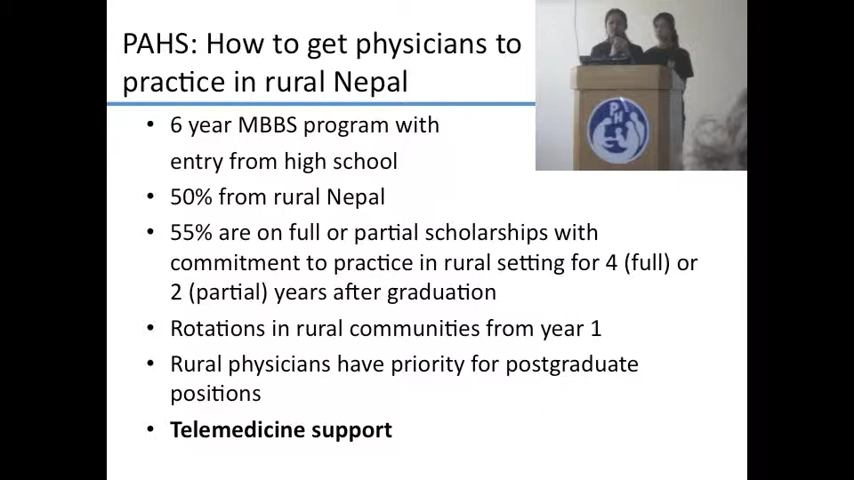 PAHS: How to get physicians to
practice in rural Nepal
• 6 year MBBS program with
entry from high school
• 50% from rural Nepal
• 55% are on full or partial scholarships with
commitment to practice in rural setting for 4 (full) or
2 (partial) years after graduation
• Rotations in rural communities from year 1
• Rural physicians have priority for postgraduate
positions
• Telemedicine support